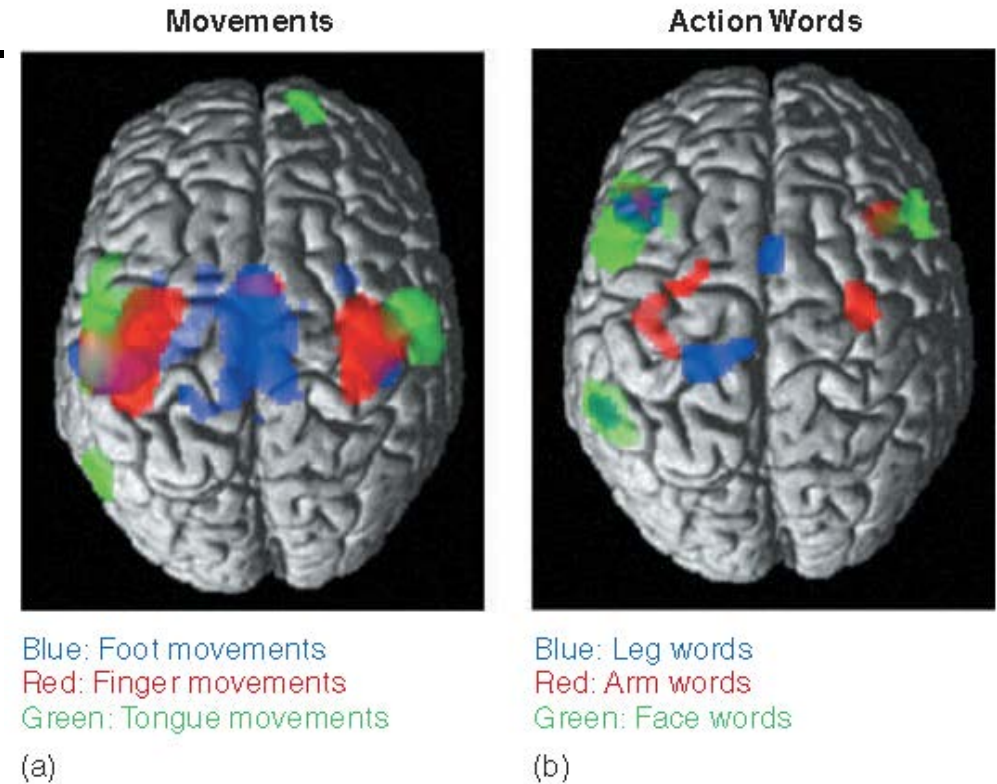 Movements
Blue: Foot movements
Red: Finger movements
Green: Tongue movements
(a)
Action Words
Blue: Leg words
Red: Arm words
Green: Face words
(b)